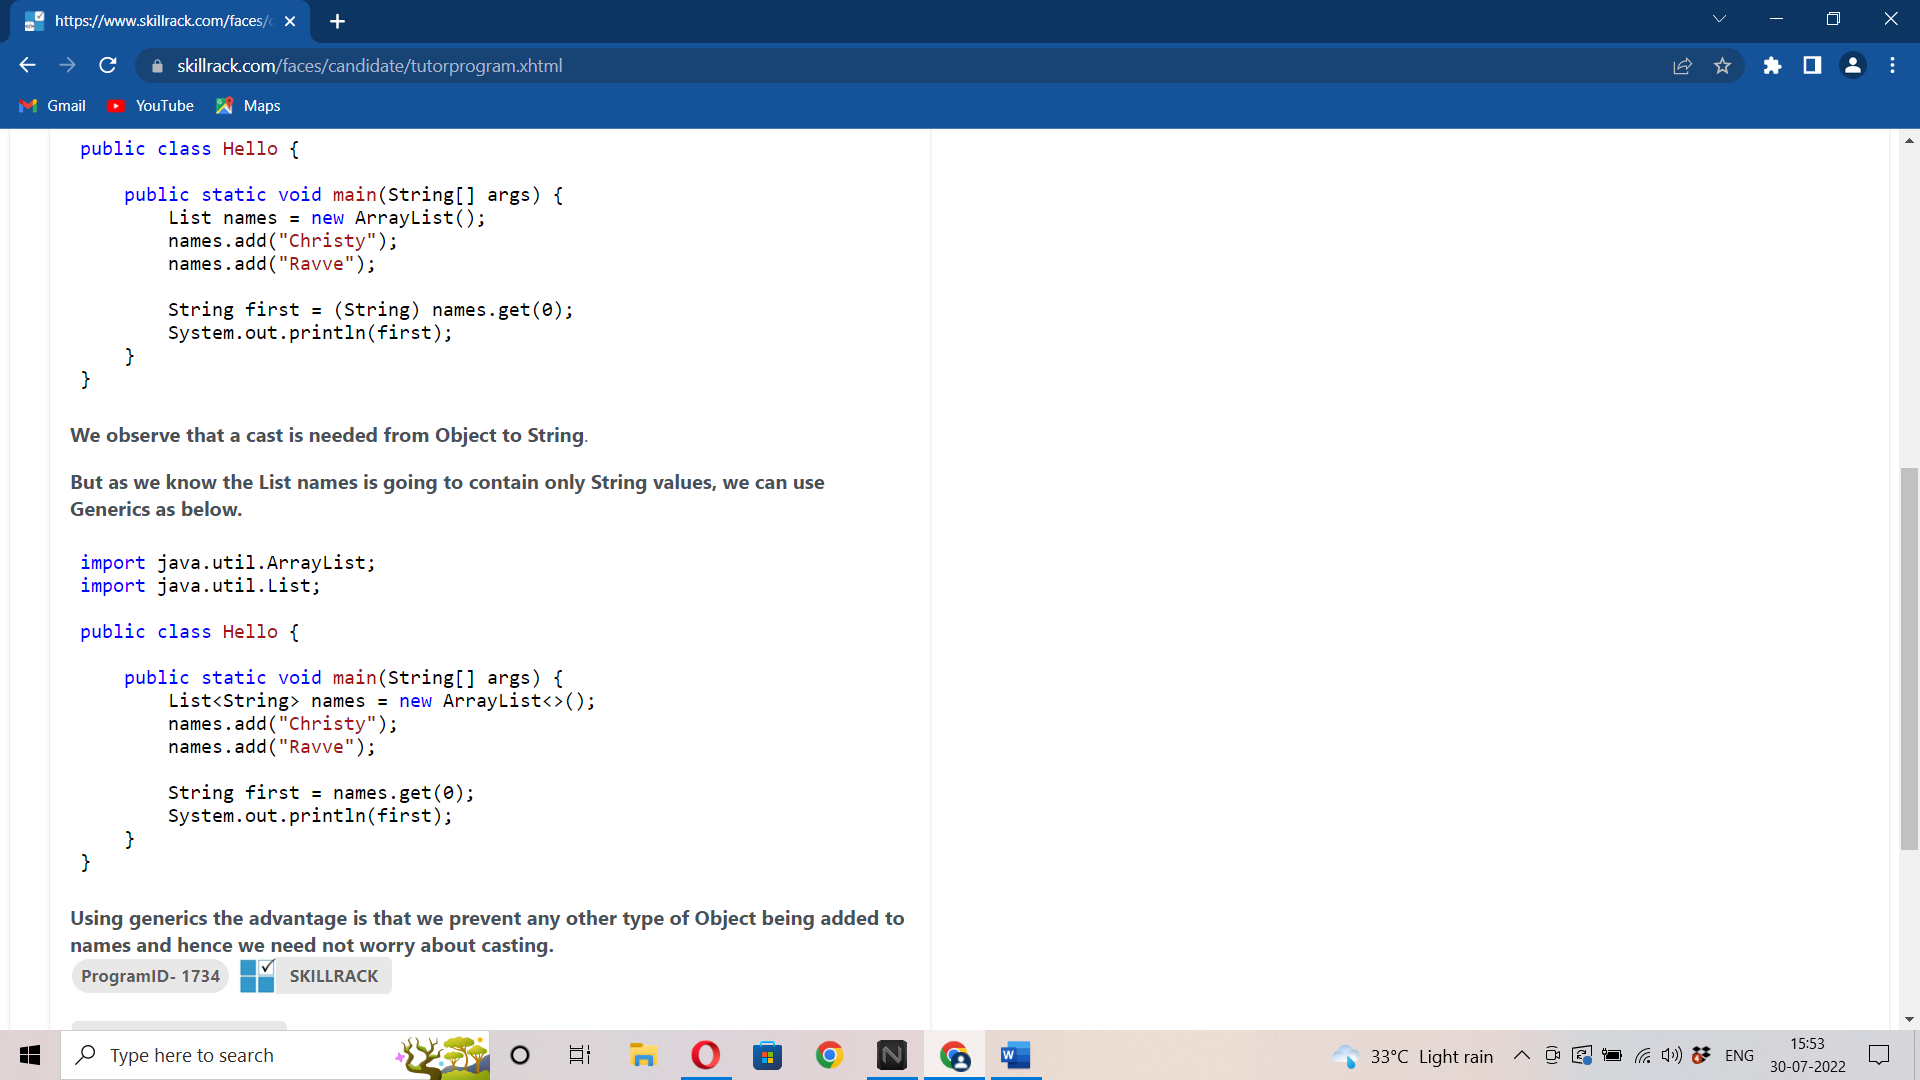 https://www.skillrack.com/faces/c
skillrack.com/faces/candidate/tutorprogram.xhtml
Gmail YouTube Maps
public class Hello {
public static void main(String[] args) {
List names = new ArrayList();
names.add("Christy");
names.add("Ravve");
String first = (String) names.get(0);
System.out.println(first);
}
}
We observe that a cast is needed from Object to String.
But as we know the List names is going to contain only String values, we can use
Generics as below.
import java.util.ArrayList;
import java.util.List;
public class Hello {
public static void main(String[] args) {
List<String> names = new ArrayList<>();
names.add("Christy");
names.add("Ravve");
String first = names.get(0);
System.out.println(first);
}
}
Using generics the advantage is that we prevent any other type of Object being added to
names and hence we need not worry about casting.
ProgramID- 1734 SKILLRACK
Type here to search
33°C Light rain
ENG
15:53
30-07-2022